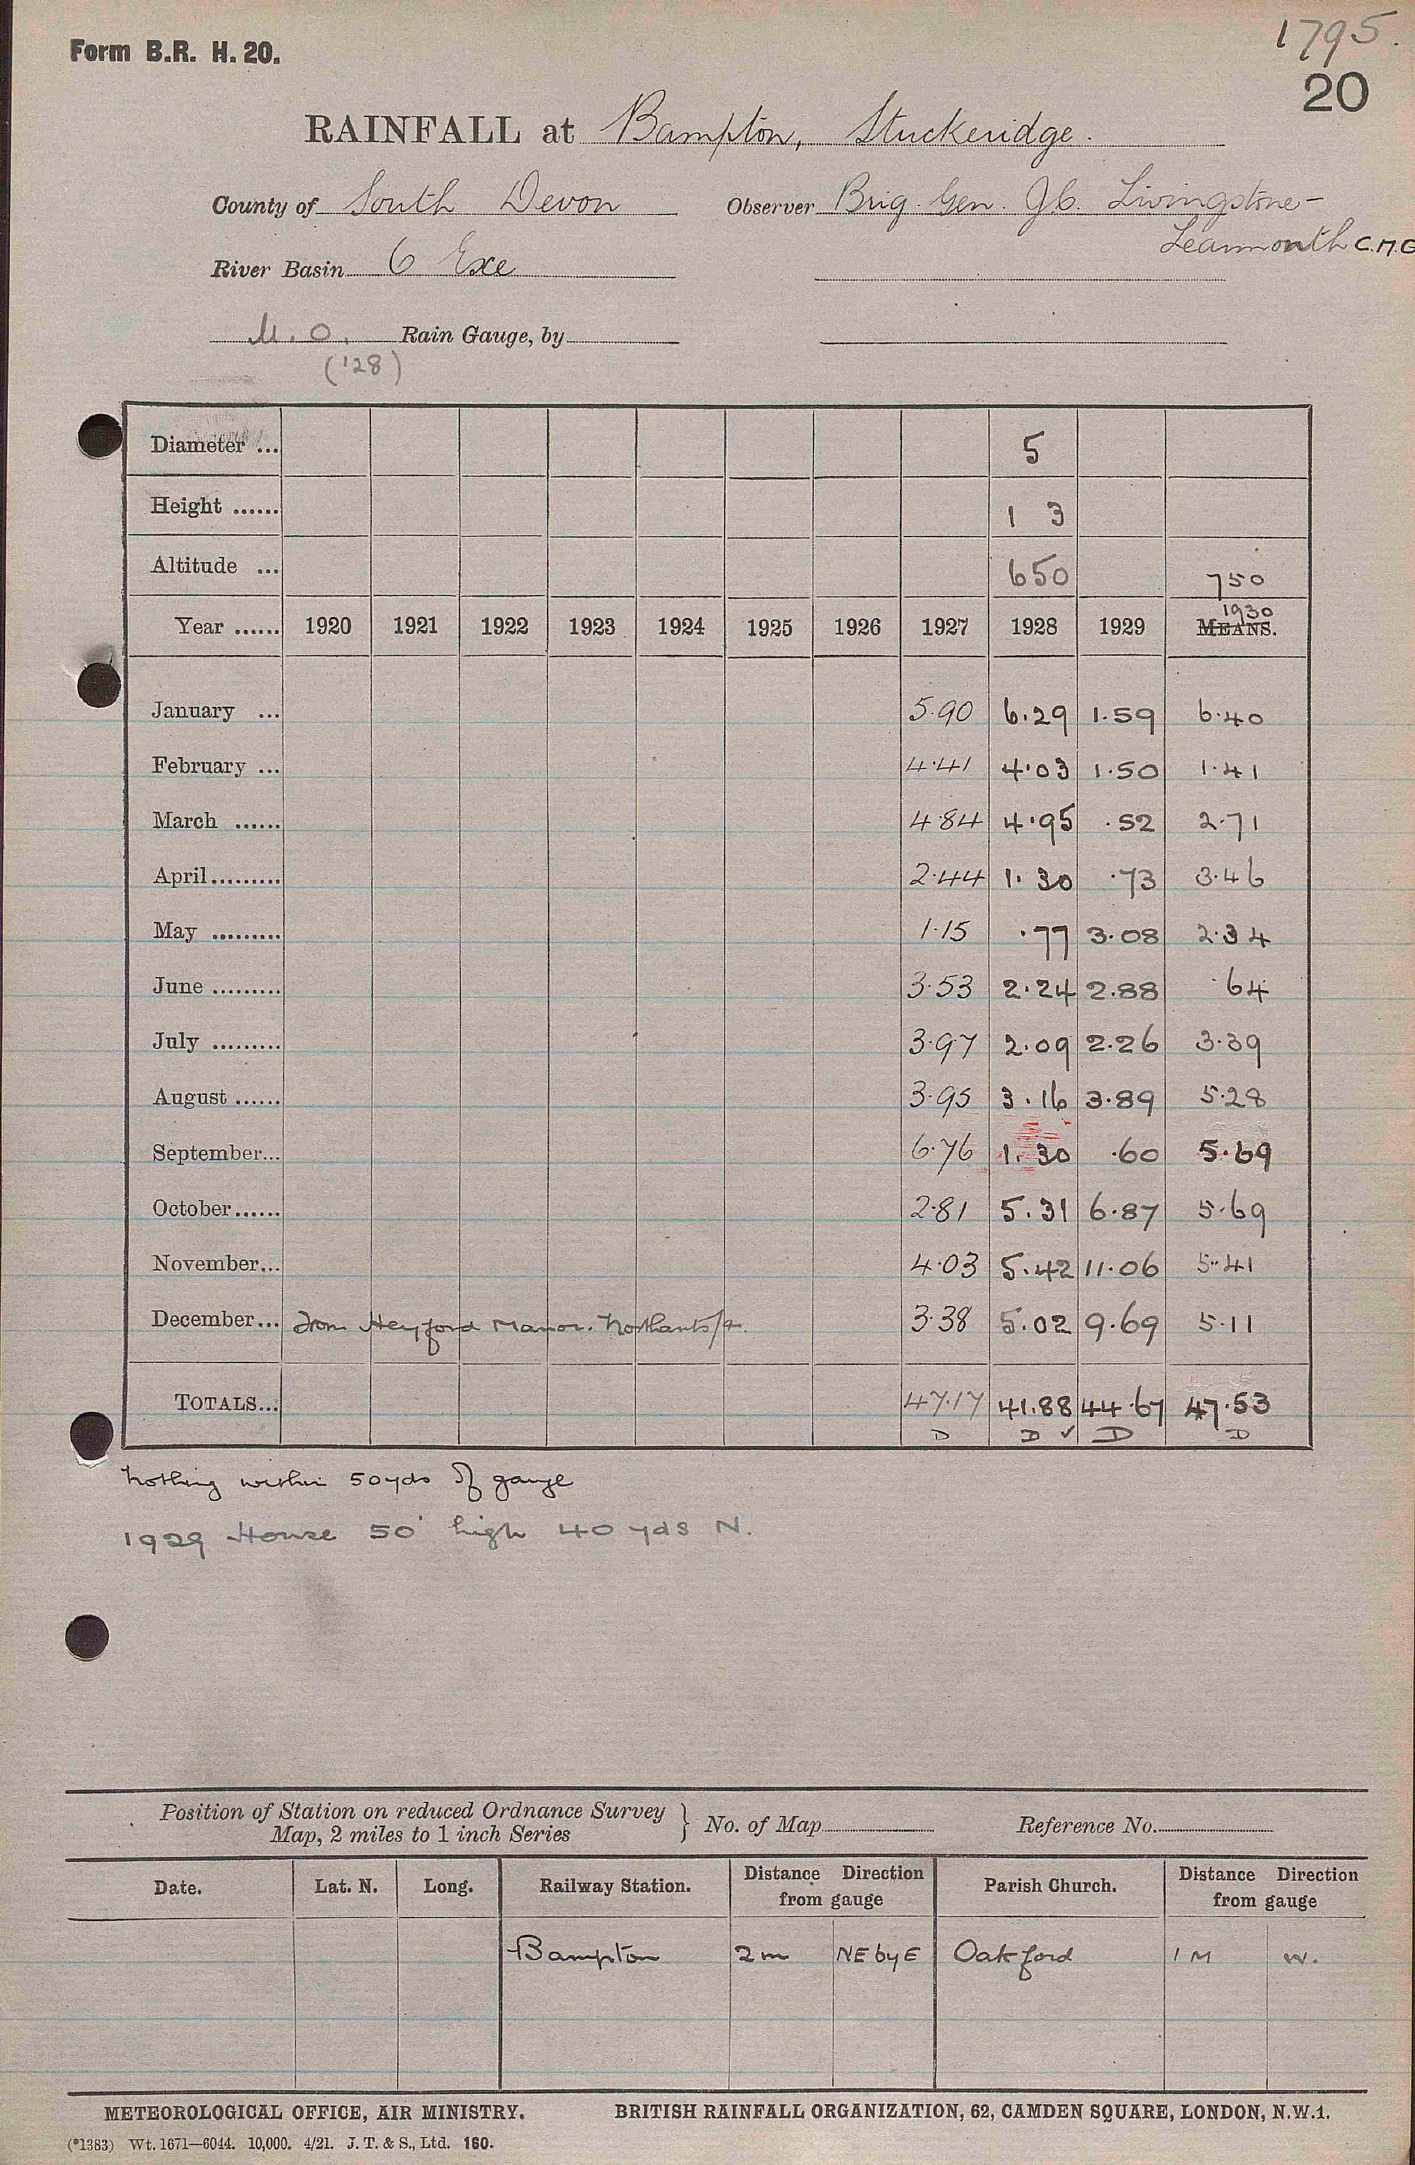 1795.
Form B.R. H. 20.
20
RAINFALL at Bampton, Stuckeridge.
County of South Devon Observer Brig. Gen. J.E. Livingstone-
Learmonth C.M.G
River Basin 6 Exe
M.O. Rain Gauge, by
('28)
Diameter ... 5
Height ...... 1 3
Altitude ... 650 750
1930
Year ...... 1920 1921 1922 1923 1924 1925 1926 1927 1928 1929 MEANS.
January ... 5.90 6.29 1.59 6.40
February ... 4.41 4.03 1.50 1.41
March ...... 4.84 4.95 .52 2.71
April......... 2.44 1.30 .73 3.46
May ......... 1.15 .77 3.08 2.34
June ......... 3.53 2.24 2.88 .64
July ......... 3.97 2.09 2.26 3.39
August ...... 3.95 3.16 3.89 5.28
September... 6.76 1.30 .60 5.69
October...... 2.81 5.31 6.87 5.69
November... 4.03 5.42 11.06 5.41
December... from Heyford Manor. Northants/4. 3.38 5.02 9.69 5.11
TOTALS... 47.17 41.88 44.67 47.53
D D ✓ D D
Nothing within 50yds of gauge
1929 House 50' high 40 yds N.
Position of Station on reduced Ordnance Survey
Map, 2 miles to 1 inch Series } No. of Map Reference No.
Date. Lat. N. Long. Railway Station. Distance Direction from gauge Parish Church. Distance Direction from gauge
Bampton 2m NE by E Oakford 1 M W.
METEOROLOGICAL OFFICE, AIR MINISTRY. BRITISH RAINFALL ORGANIZATION, 62, CAMDEN SQUARE, LONDON, N.W.1.
(*1383) Wt. 1671—6044. 10,000. 4/21. J. T. & S., Ltd. 160.